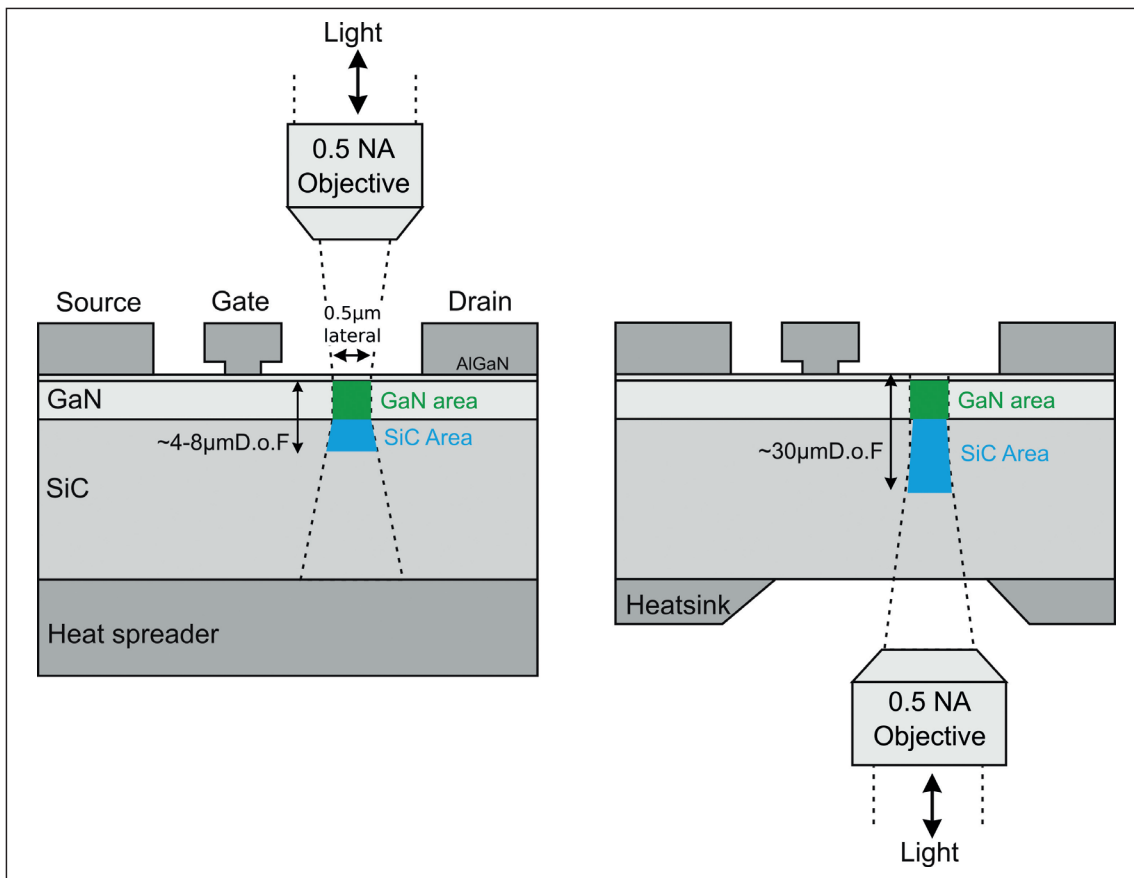 Light
0.5 NA
Objective
Source
Gate
0.5µm
lateral
Drain
AlGaN
GaN
GaN area
~4-8µmD.o.F
SiC Area
SiC
Heat spreader
GaN area
~30µmD.o.F
SiC Area
Heatsink
0.5 NA
Objective
Light